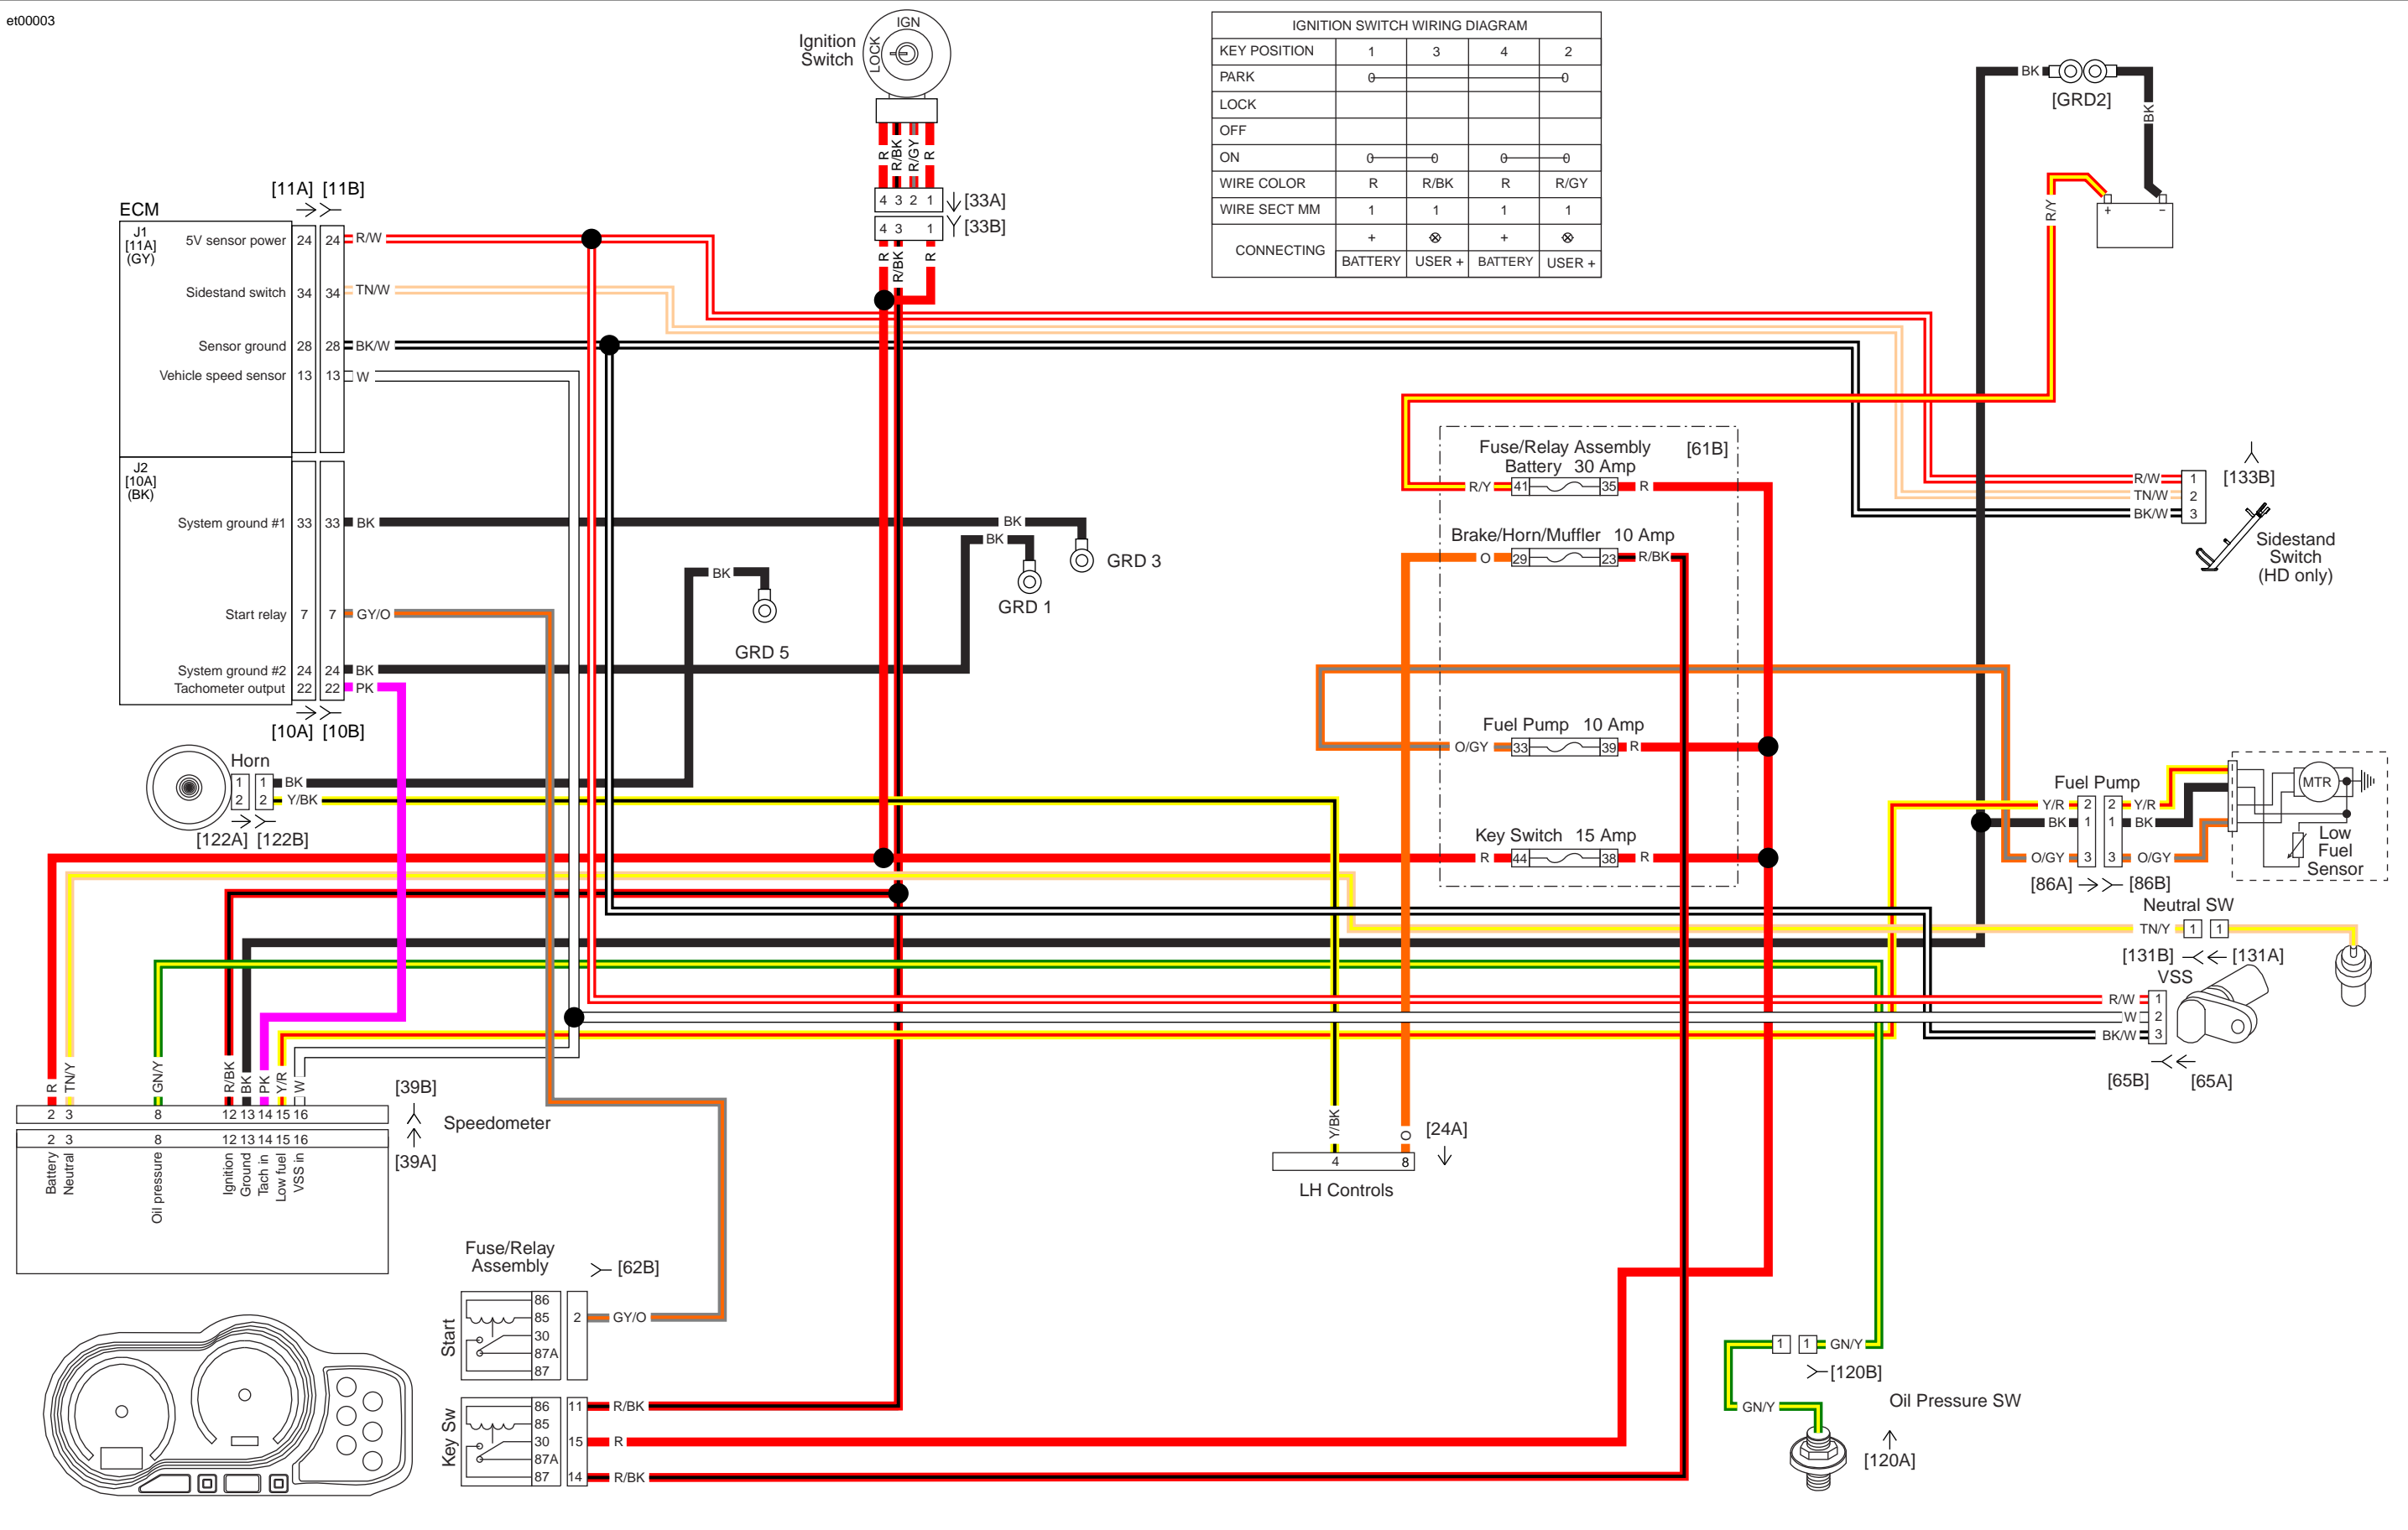 et00003
Ignition
Switch
IGN
LOCK
R
R/BK
R/GY
R
4 3 2 1
[33A]
4 3 1
[33B]
R
R/BK
R
IGNITION SWITCH WIRING DIAGRAM
KEY POSITION 1 3 4 2
PARK 0 0
LOCK
OFF
ON 0 0 0 0
WIRE COLOR R R/BK R R/GY
WIRE SECT MM 1 1 1 1
CONNECTING + ⊗ + ⊗
BATTERY USER + BATTERY USER +
BK
[GRD2]
BK
R/Y
+ −
[11A] [11B]
ECM
J1
[11A]
(GY)
5V sensor power 24 24 R/W
Sidestand switch 34 34 TN/W
Sensor ground 28 28 BK/W
Vehicle speed sensor 13 13 W
J2
[10A]
(BK)
System ground #1 33 33 BK
Start relay 7 7 GY/O
System ground #2 24 24 BK
Tachometer output 22 22 PK
[10A] [10B]
BK
GRD 3
BK
GRD 1
BK
GRD 5
Fuse/Relay Assembly [61B]
Battery 30 Amp
R/Y 41 35 R
Brake/Horn/Muffler 10 Amp
O 29 23 R/BK
Fuel Pump 10 Amp
O/GY 33 39 R
Key Switch 15 Amp
R 44 38 R
R/W 1
TN/W 2
BK/W 3
[133B]
Sidestand
Switch
(HD only)
Horn
1 1 BK
2 2 Y/BK
[122A] [122B]
Fuel Pump
Y/R 2 2 Y/R
BK 1 1 BK
O/GY 3 3 O/GY
[86A] [86B]
MTR
Low
Fuel
Sensor
Neutral SW
TN/Y 1 1
[131B] [131A]
VSS
R/W 1
W 2
BK/W 3
[65B] [65A]
R
TN/Y
GN/Y
R/BK
BK
PK
Y/R
W
[39B]
2 3 8 12 13 14 15 16
Speedometer
2 3 8 12 13 14 15 16
[39A]
Battery
Neutral
Oil pressure
Ignition
Ground
Tach in
Low fuel
VSS in
Y/BK
O
[24A]
4 8
LH Controls
Fuse/Relay
Assembly
[62B]
Start
86
85 2 GY/O
30
87A
87
Key Sw
86 11 R/BK
85
30 15 R
87A
87 14 R/BK
1 1 GN/Y
[120B]
Oil Pressure SW
GN/Y
[120A]